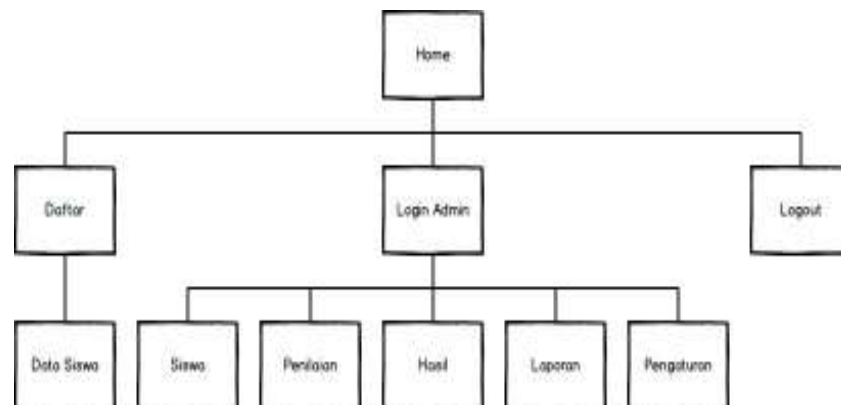 Home
Daftar
Login Admin
Logout
Data Siswa
Siswa
Penilaian
Hasil
Laporan
Pengaturan